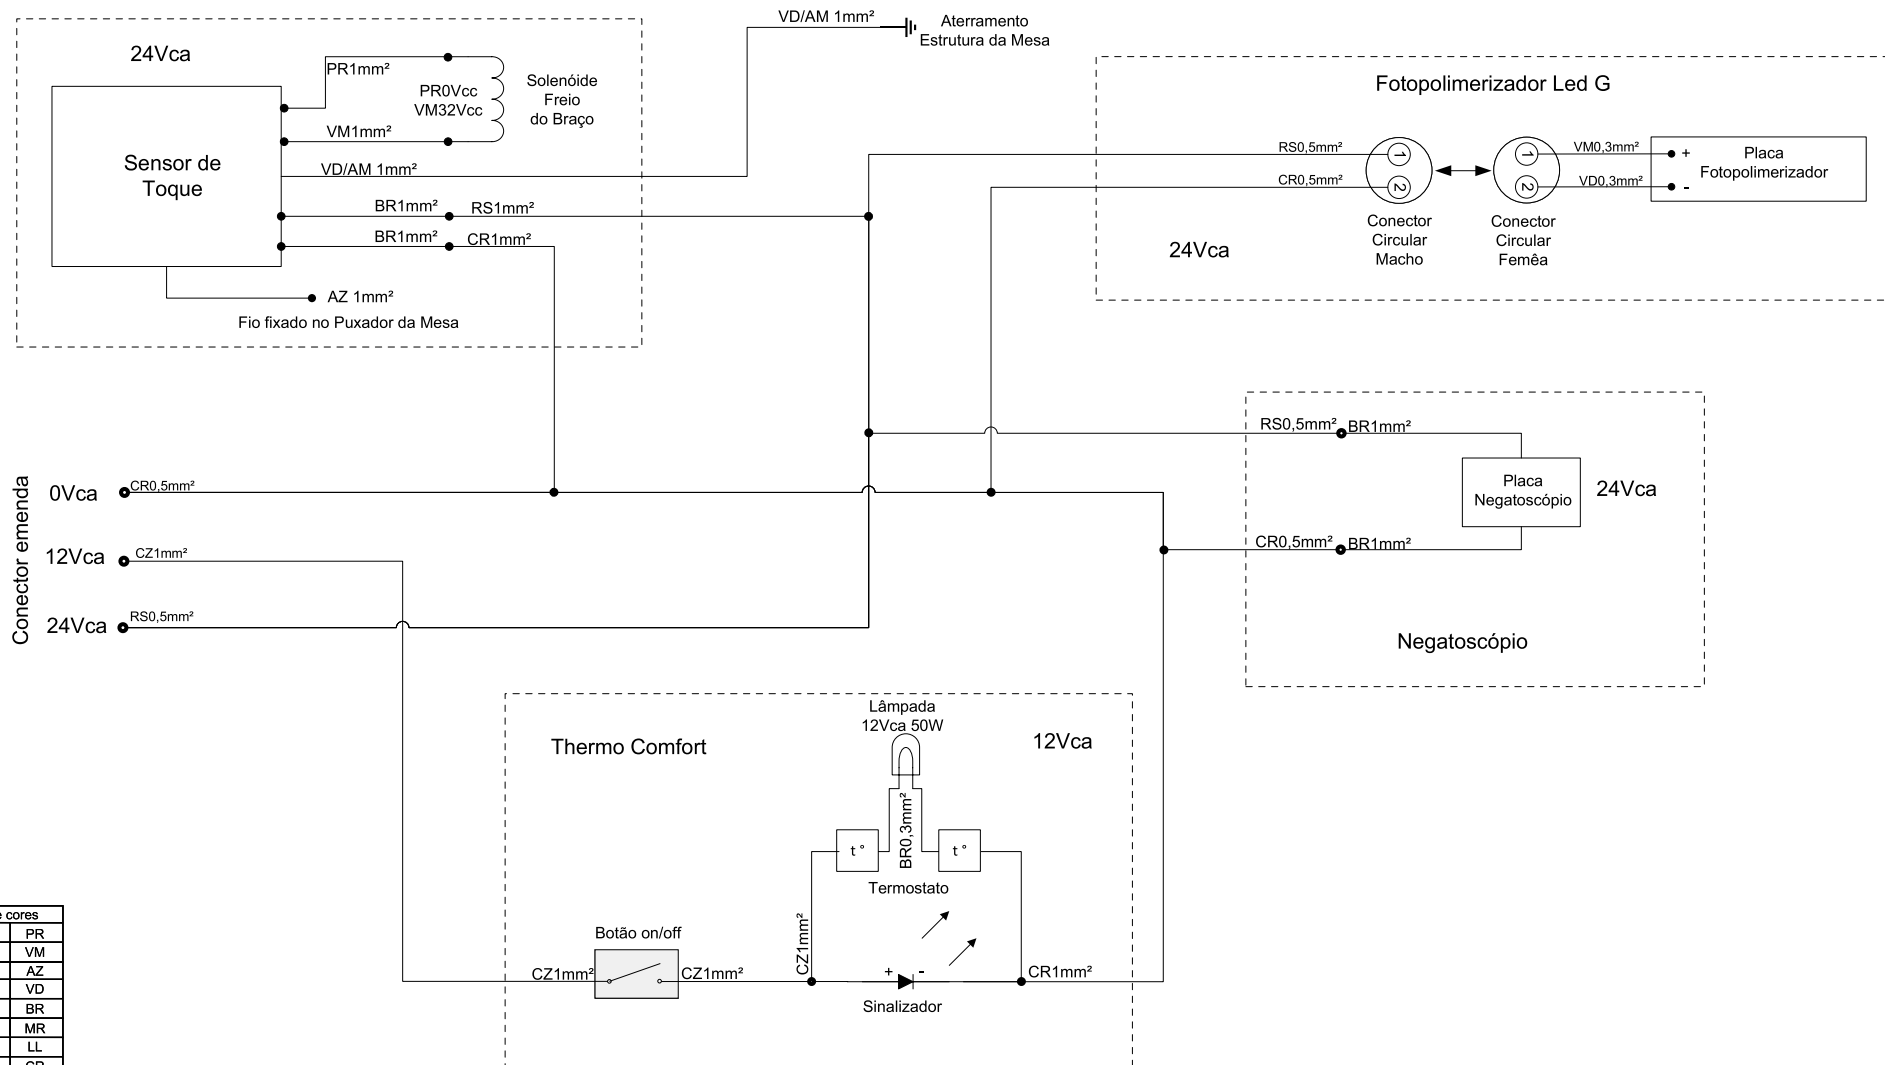 24Vca
PR1mm²
PR0Vcc
VM32Vcc
Solenóide
Freio
do Braço
VM1mm²
Sensor de
Toque
VD/AM 1mm²
BR1mm²
RS1mm²
BR1mm²
CR1mm²
AZ 1mm²
Fio fixado no Puxador da Mesa
VD/AM 1mm²
Aterramento
Estrutura da Mesa
Fotopolimerizador Led G
RS0,5mm²
CR0,5mm²
1
2
1
2
VM0,3mm²
VD0,3mm²
+
-
Placa
Fotopolimerizador
Conector
Circular
Macho
Conector
Circular
Femêa
24Vca
RS0,5mm²
BR1mm²
Placa
Negatoscópio
24Vca
CR0,5mm²
BR1mm²
Negatoscópio
Conector emenda
0Vca
CR0,5mm²
12Vca
CZ1mm²
24Vca
RS0,5mm²
Thermo Comfort
Lâmpada
12Vca 50W
12Vca
BR0,3mm²
t °
t °
Termostato
Botão on/off
CZ1mm²
CZ1mm²
CZ1mm²
+
-
CR1mm²
Sinalizador
cores
PR
VM
AZ
VD
BR
MR
LL